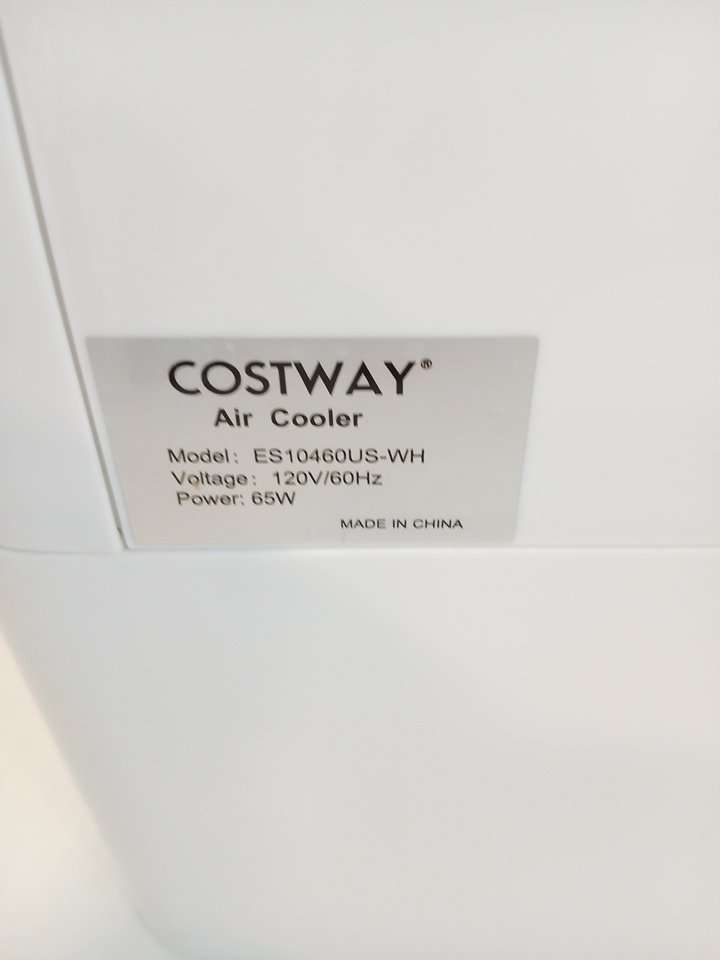 COSTWAY®
Air Cooler
Model: ES10460US-WH
Voltage: 120V/60Hz
Power: 65W
MADE IN CHINA